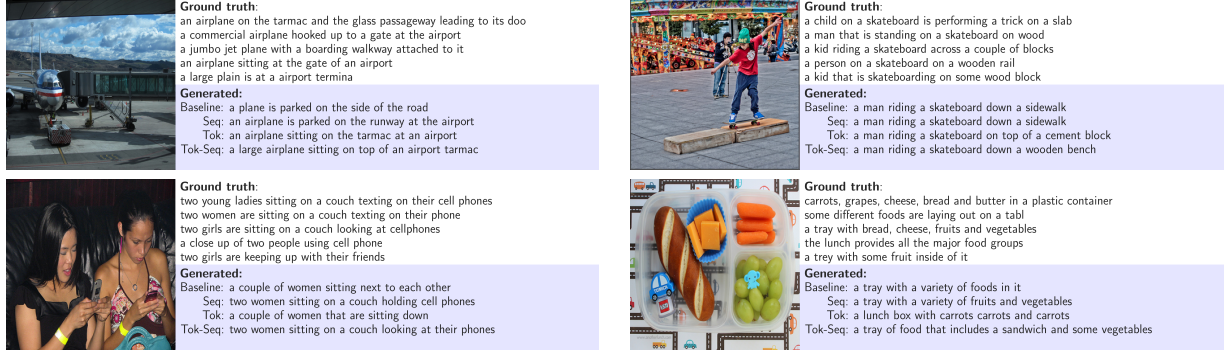 Ground truth:
an airplane on the tarmac and the glass passageway leading to its doo
a commercial airplane hooked up to a gate at the airport
a jumbo jet plane with a boarding walkway attached to it
an airplane sitting at the gate of an airport
a large plain is at a airport termina
Generated:
Baseline: a plane is parked on the side of the road
Seq: an airplane is parked on the runway at the airport
Tok: an airplane sitting on the tarmac at an airport
Tok-Seq: a large airplane sitting on top of an airport tarmac
Ground truth:
a child on a skateboard is performing a trick on a slab
a man that is standing on a skateboard on wood
a kid riding a skateboard across a couple of blocks
a person on a skateboard on a wooden rail
a kid that is skateboarding on some wood block
Generated:
Baseline: a man riding a skateboard down a sidewalk
Seq: a man riding a skateboard down a sidewalk
Tok: a man riding a skateboard on top of a cement block
Tok-Seq: a man riding a skateboard down a wooden bench
Ground truth:
two young ladies sitting on a couch texting on their cell phones
two women are sitting on a couch texting on their phone
two girls are sitting on a couch looking at cellphones
a close up of two people using cell phone
two girls are keeping up with their friends
Generated:
Baseline: a couple of women sitting next to each other
Seq: two women sitting on a couch holding cell phones
Tok: a couple of women that are sitting down
Tok-Seq: two women sitting on a couch looking at their phones
Ground truth:
carrots, grapes, cheese, bread and butter in a plastic container
some different foods are laying out on a tabl
a tray with bread, cheese, fruits and vegetables
the lunch provides all the major food groups
a trey with some fruit inside of it
Generated:
Baseline: a tray with a variety of foods in it
Seq: a tray with a variety of fruits and vegetables
Tok: a lunch box with carrots carrots and carrots
Tok-Seq: a tray of food that includes a sandwich and some vegetables